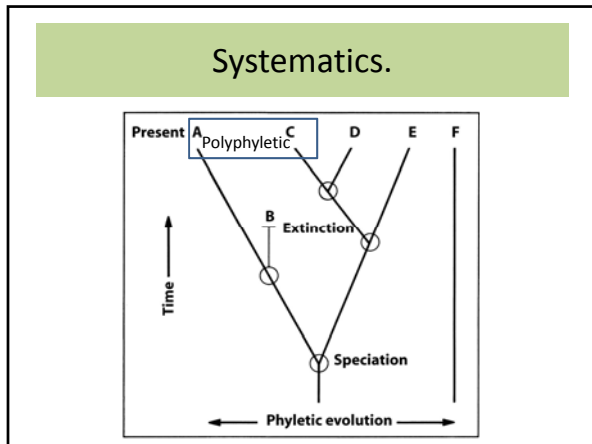 Systematics.
Present A C D E F
Polyphyletic
B
Extinction
Time
Speciation
Phyletic evolution